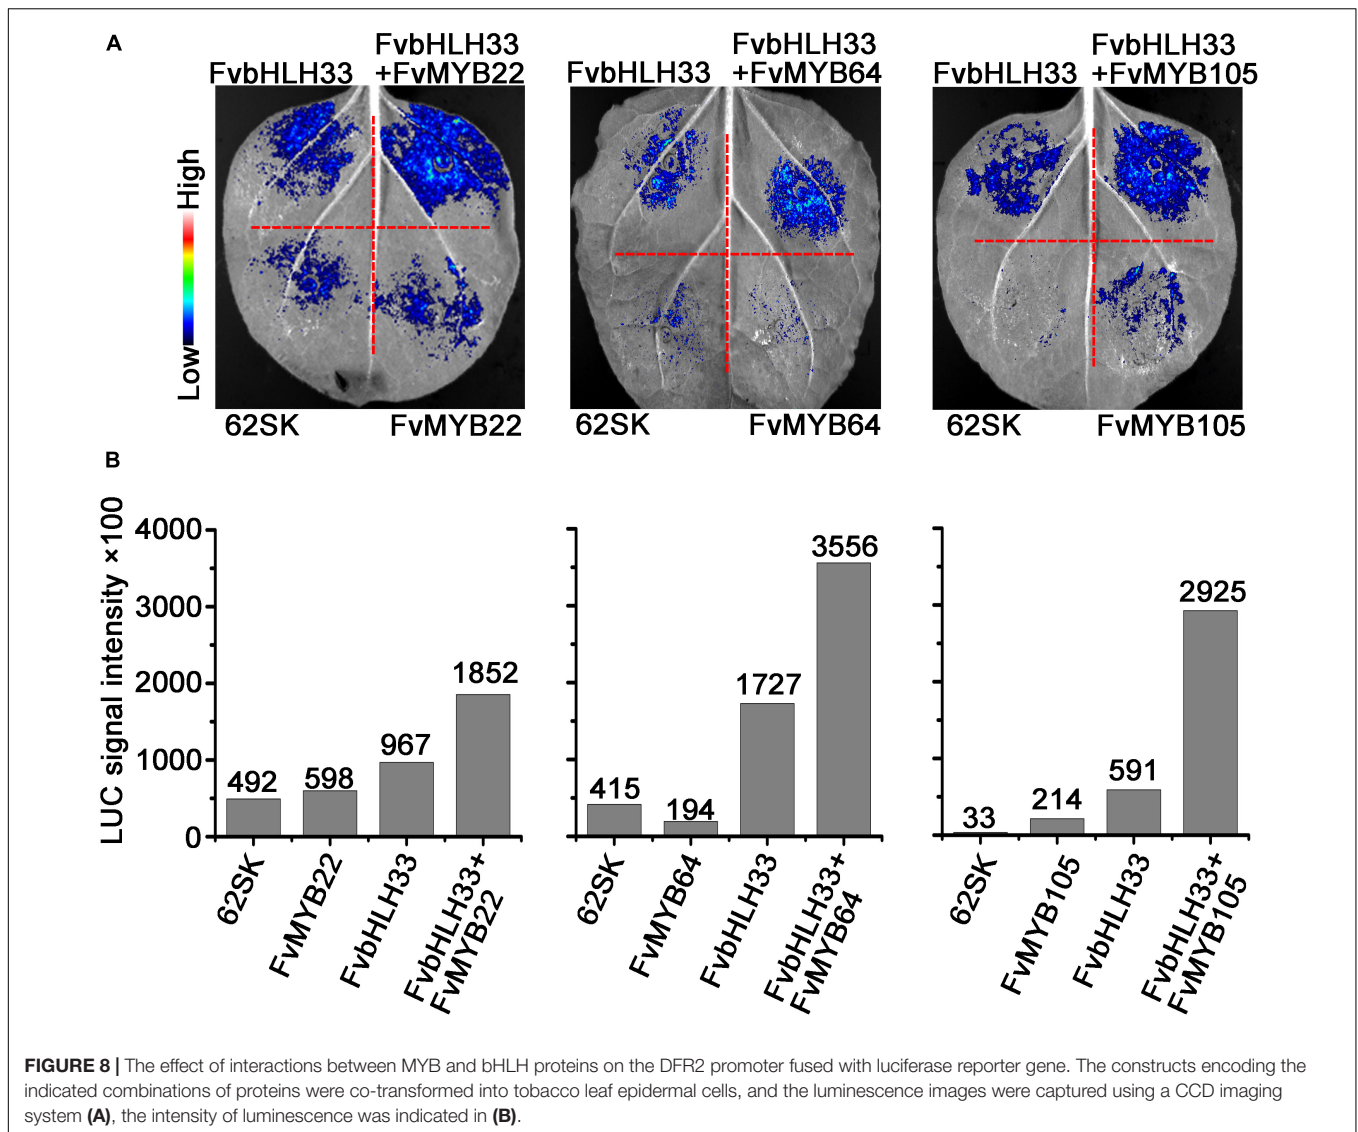 A
FvbHLH33
FvbHLH33
+FvMYB22
FvbHLH33
FvbHLH33
+FvMYB64
FvbHLH33
FvbHLH33
+FvMYB105
High
Low
62SK
FvMYB22
62SK
FvMYB64
62SK
FvMYB105
B
LUC signal intensity ×100
4000
3000
2000
1000
0
492
598
967
1852
415
194
1727
3556
33
214
591
2925
62SK
FvMYB22
FvbHLH33
FvbHLH33+
FvMYB22
62SK
FvMYB64
FvbHLH33
FvbHLH33+
FvMYB64
62SK
FvMYB105
FvbHLH33
FvbHLH33+
FvMYB105
FIGURE 8 | The effect of interactions between MYB and bHLH proteins on the DFR2 promoter fused with luciferase reporter gene. The constructs encoding the
indicated combinations of proteins were co-transformed into tobacco leaf epidermal cells, and the luminescence images were captured using a CCD imaging
system (A), the intensity of luminescence was indicated in (B).